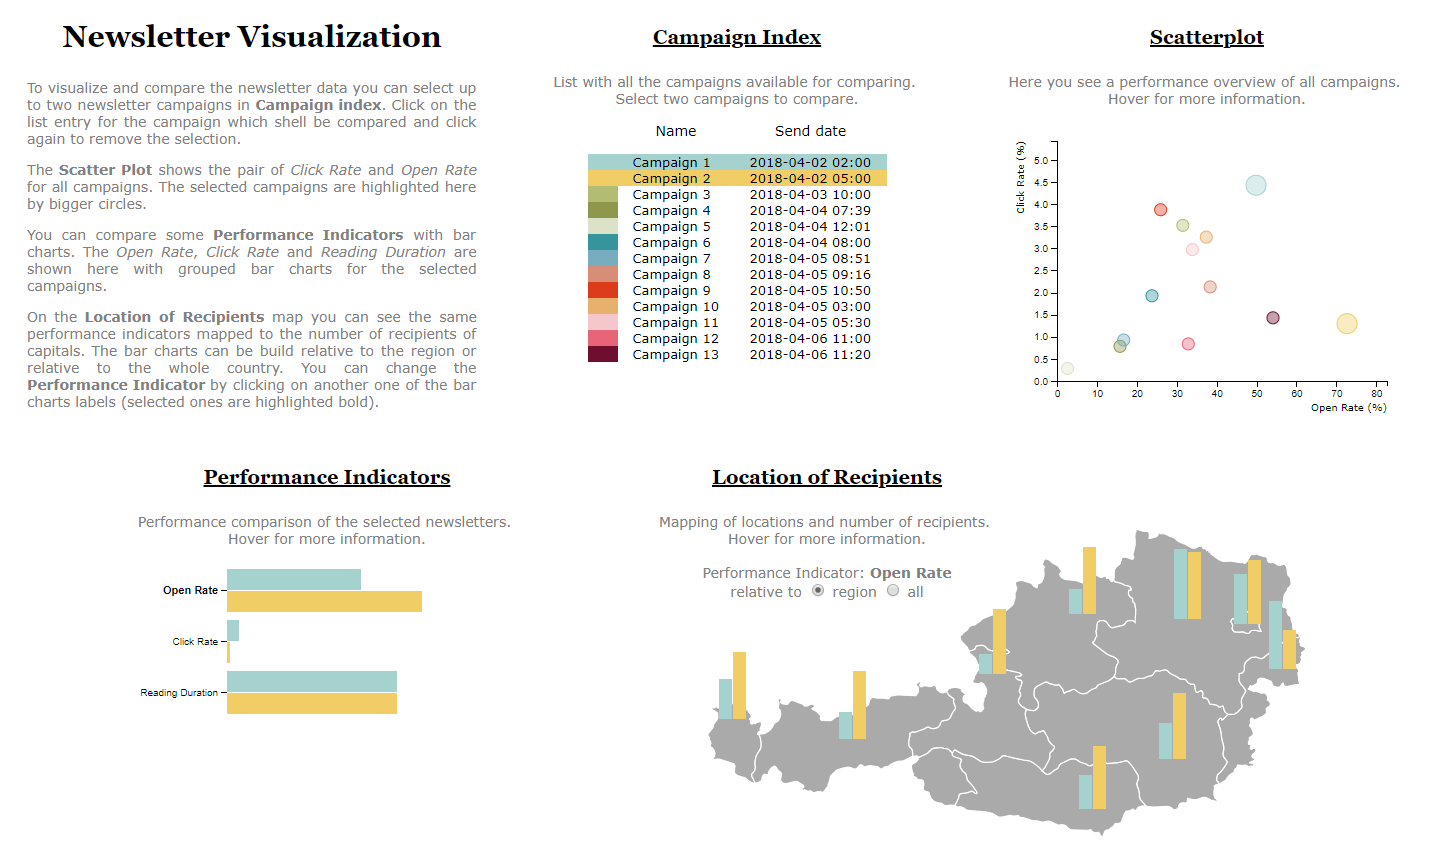 Newsletter Visualization
To visualize and compare the newsletter data you can select up
to two newsletter campaigns in Campaign index. Click on the
list entry for the campaign which shell be compared and click
again to remove the selection.
The Scatter Plot shows the pair of Click Rate and Open Rate
for all campaigns. The selected campaigns are highlighted here
by bigger circles.
You can compare some Performance Indicators with bar
charts. The Open Rate, Click Rate and Reading Duration are
shown here with grouped bar charts for the selected
campaigns.
On the Location of Recipients map you can see the same
performance indicators mapped to the number of recipients of
capitals. The bar charts can be build relative to the region or
relative to the whole country. You can change the
Performance Indicator by clicking on another one of the bar
charts labels (selected ones are highlighted bold).
Campaign Index
List with all the campaigns available for comparing.
Select two campaigns to compare.
Name Send date
Campaign 1 2018-04-02 02:00
Campaign 2 2018-04-02 05:00
Campaign 3 2018-04-03 10:00
Campaign 4 2018-04-04 07:39
Campaign 5 2018-04-04 12:01
Campaign 6 2018-04-04 08:00
Campaign 7 2018-04-05 08:51
Campaign 8 2018-04-05 09:16
Campaign 9 2018-04-05 10:50
Campaign 10 2018-04-05 03:00
Campaign 11 2018-04-05 05:30
Campaign 12 2018-04-06 11:00
Campaign 13 2018-04-06 11:20
Scatterplot
Here you see a performance overview of all campaigns.
Hover for more information.
Click Rate (%)
5.0
4.5
4.0
3.5
3.0
2.5
2.0
1.5
1.0
0.5
0.0
0 10 20 30 40 50 60 70 80
Open Rate (%)
Performance Indicators
Performance comparison of the selected newsletters.
Hover for more information.
Open Rate
Click Rate
Reading Duration
Location of Recipients
Mapping of locations and number of recipients.
Hover for more information.
Performance Indicator: Open Rate
relative to region all